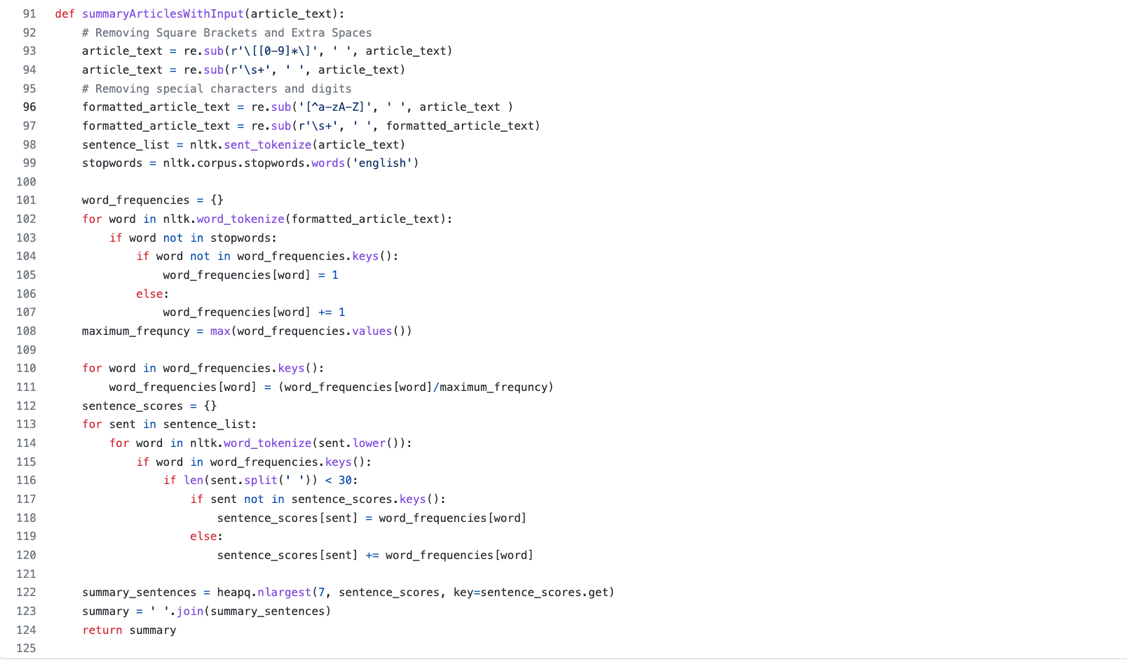 91 def summaryArticlesWithInput(article_text):
92     # Removing Square Brackets and Extra Spaces
93     article_text = re.sub(r'\[[0-9]*\]', ' ', article_text)
94     article_text = re.sub(r'\s+', ' ', article_text)
95     # Removing special characters and digits
96     formatted_article_text = re.sub('[^a-zA-Z]', ' ', article_text )
97     formatted_article_text = re.sub(r'\s+', ' ', formatted_article_text)
98     sentence_list = nltk.sent_tokenize(article_text)
99     stopwords = nltk.corpus.stopwords.words('english')
100
101     word_frequencies = {}
102     for word in nltk.word_tokenize(formatted_article_text):
103         if word not in stopwords:
104             if word not in word_frequencies.keys():
105                 word_frequencies[word] = 1
106             else:
107                 word_frequencies[word] += 1
108     maximum_frequncy = max(word_frequencies.values())
109
110     for word in word_frequencies.keys():
111         word_frequencies[word] = (word_frequencies[word]/maximum_frequncy)
112     sentence_scores = {}
113     for sent in sentence_list:
114         for word in nltk.word_tokenize(sent.lower()):
115             if word in word_frequencies.keys():
116                 if len(sent.split(' ')) < 30:
117                     if sent not in sentence_scores.keys():
118                         sentence_scores[sent] = word_frequencies[word]
119                     else:
120                         sentence_scores[sent] += word_frequencies[word]
121
122     summary_sentences = heapq.nlargest(7, sentence_scores, key=sentence_scores.get)
123     summary = ' '.join(summary_sentences)
124     return summary
125